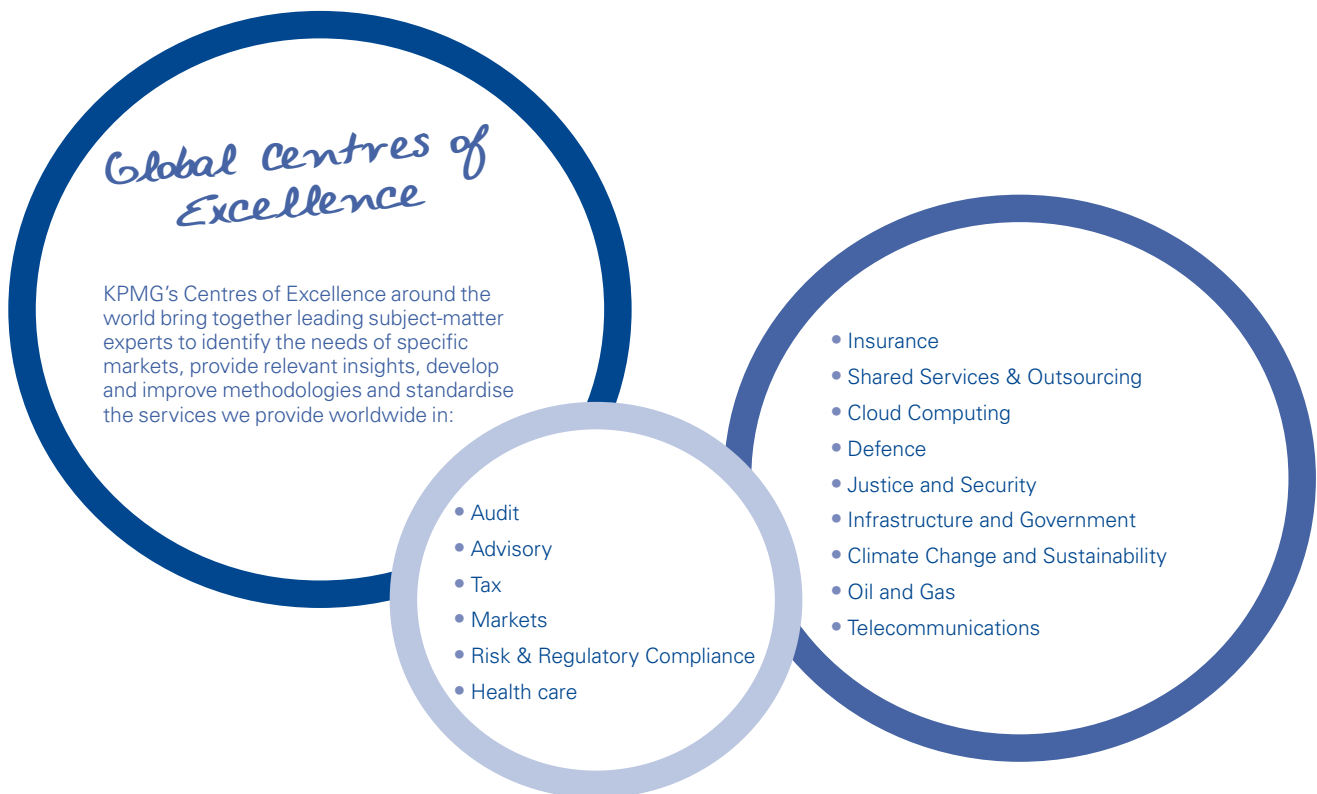 Global Centres of
Excellence
KPMG's Centres of Excellence around the
world bring together leading subject-matter
experts to identify the needs of specific
markets, provide relevant insights, develop
and improve methodologies and standardise
the services we provide worldwide in:
• Audit
• Advisory
• Tax
• Markets
• Risk & Regulatory Compliance
• Health care
• Insurance
• Shared Services & Outsourcing
• Cloud Computing
• Defence
• Justice and Security
• Infrastructure and Government
• Climate Change and Sustainability
• Oil and Gas
• Telecommunications